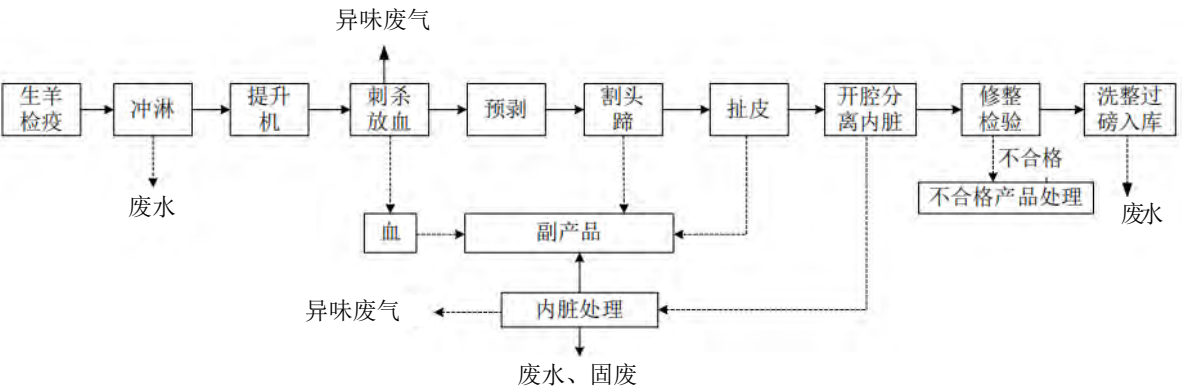 异味废气
生羊
检疫
冲淋
提升
机
刺杀
放血
预剥
割头
蹄
扯皮
开腔分
离内脏
修整
检验
洗整过
磅入库
不合格
不合格产品处理
废水
废水
血
副产品
异味废气
内脏处理
废水、固废